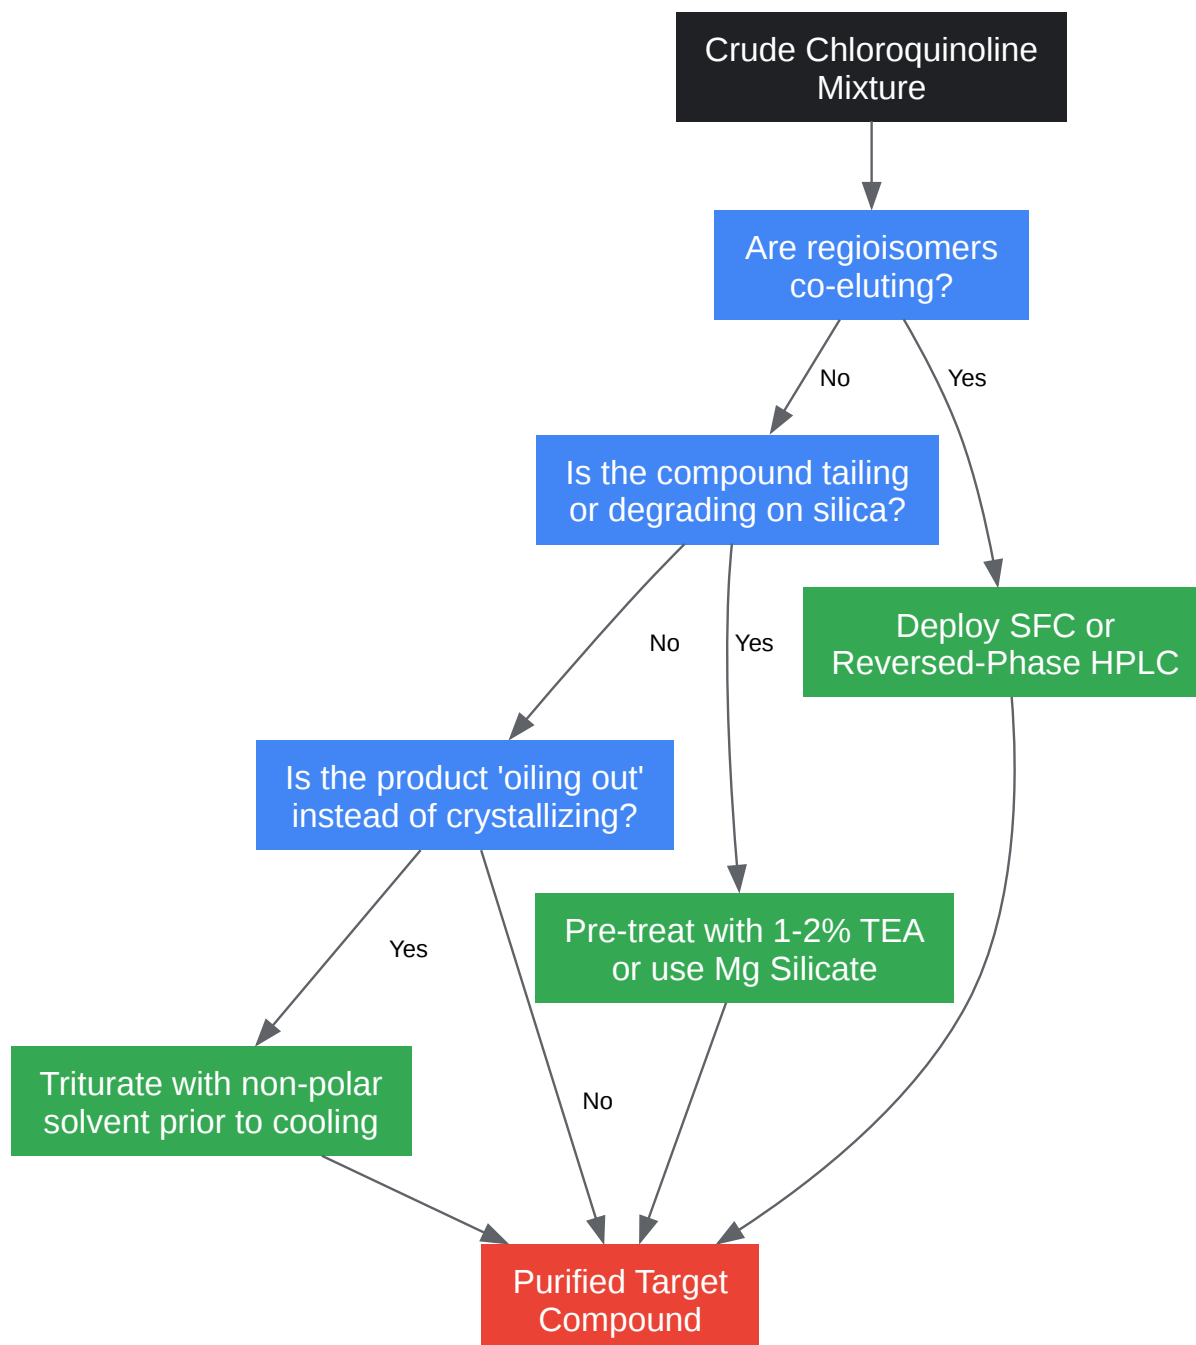 Crude Chloroquinoline
Mixture
Are regioisomers
co-eluting?
No
Yes
Is the compound tailing
or degrading on silica?
Deploy SFC or
Reversed-Phase HPLC
No
Yes
Is the product 'oiling out'
instead of crystallizing?
Pre-treat with 1-2% TEA
or use Mg Silicate
Yes
Triturate with non-polar
solvent prior to cooling
No
Purified Target
Compound